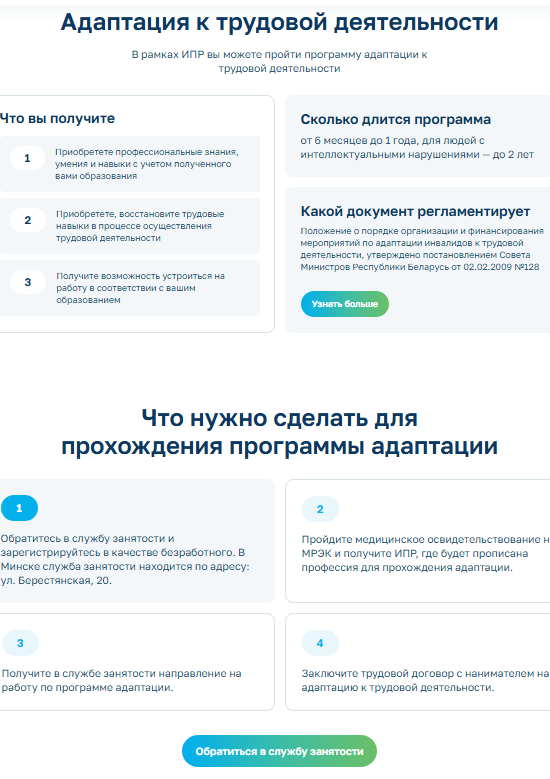 Адаптация к трудовой деятельности
В рамках ИПР вы можете пройти программу адаптации к
трудовой деятельности
Что вы получите
1
Приобретете профессиональные знания,
умения и навыки с учетом полученного
вами образования
2
Приобретете, восстановите трудовые
навыки в процессе осуществления
трудовой деятельности
3
Получите возможность устроиться на
работу в соответствии с вашим
образованием
Сколько длится программа
от 6 месяцев до 1 года, для людей с
интеллектуальными нарушениями — до 2 лет
Какой документ регламентирует
Положение о порядке организации и финансирования
мероприятий по адаптации инвалидов к трудовой
деятельности, утверждено постановлением Совета
Министров Республики Беларусь от 02.02.2009 №128
Узнать больше
Что нужно сделать для
прохождения программы адаптации
1
Обратитесь в службу занятости и
зарегистрируйтесь в качестве безработного. В
Минске служба занятости находится по адресу:
ул. Берестянская, 20.
2
Пройдите медицинское освидетельствование н
МРЭК и получите ИПР, где будет прописана
профессия для прохождения адаптации.
3
Получите в службе занятости направление на
работу по программе адаптации.
4
Заключите трудовой договор с нанимателем на
адаптацию к трудовой деятельности.
Обратиться в службу занятости